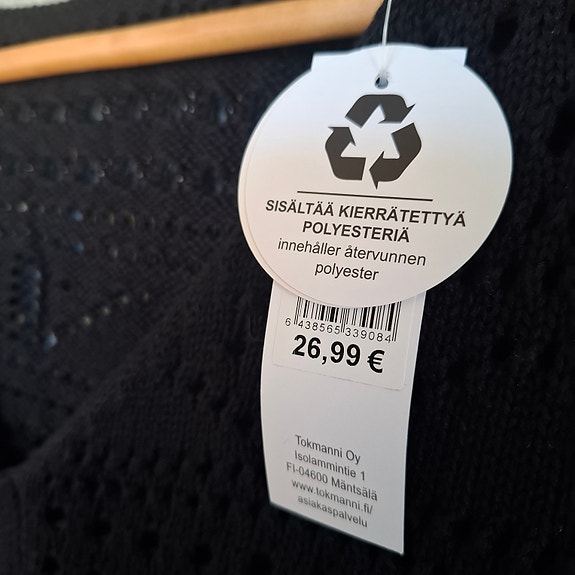 SISÄLTÄÄ KIERRÄTETTYÄ
POLYESTERIÄ
innehåller återvunnen
polyester
6 438565 339084
26,99 €
Tokmanni Oy
Isolammintie 1
FI-04600 Mäntsälä
www.tokmanni.fi/
asiakaspalvelu